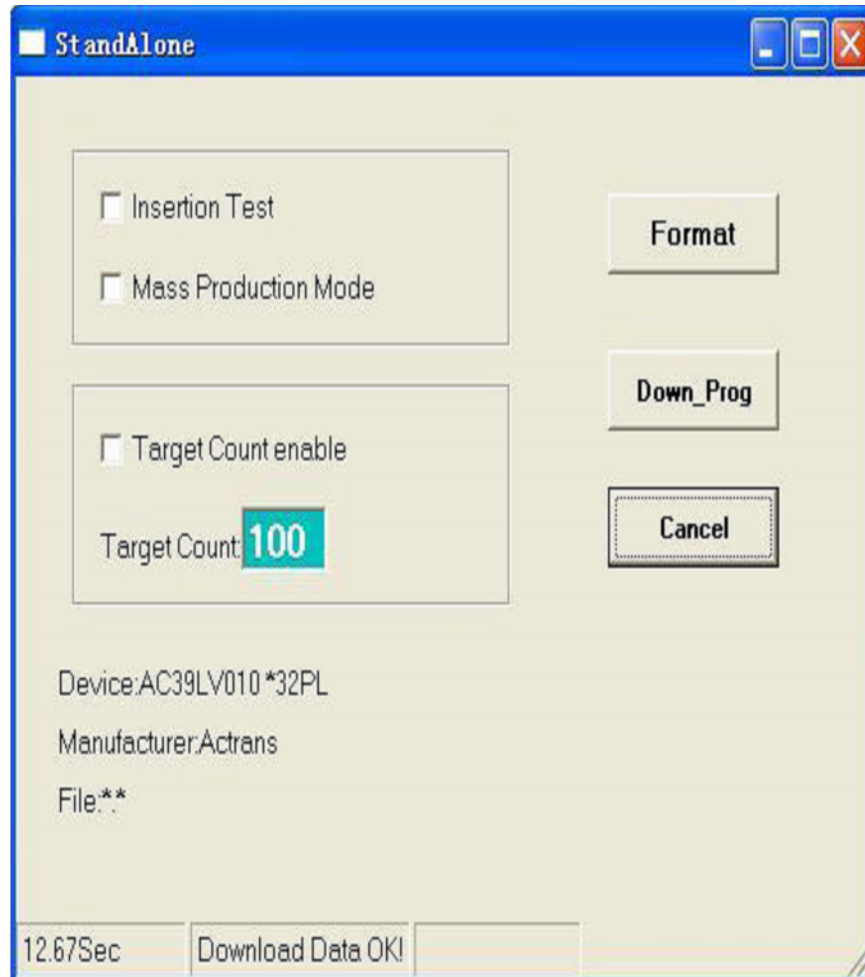 StandAlone
Insertion Test
Mass Production Mode
Format
Down_Prog
Target Count enable
Target Count: 100
Cancel
Device:AC39LV010 *32PL
Manufacturer:Actrans
File:*.*
12.67Sec
Download Data OK!